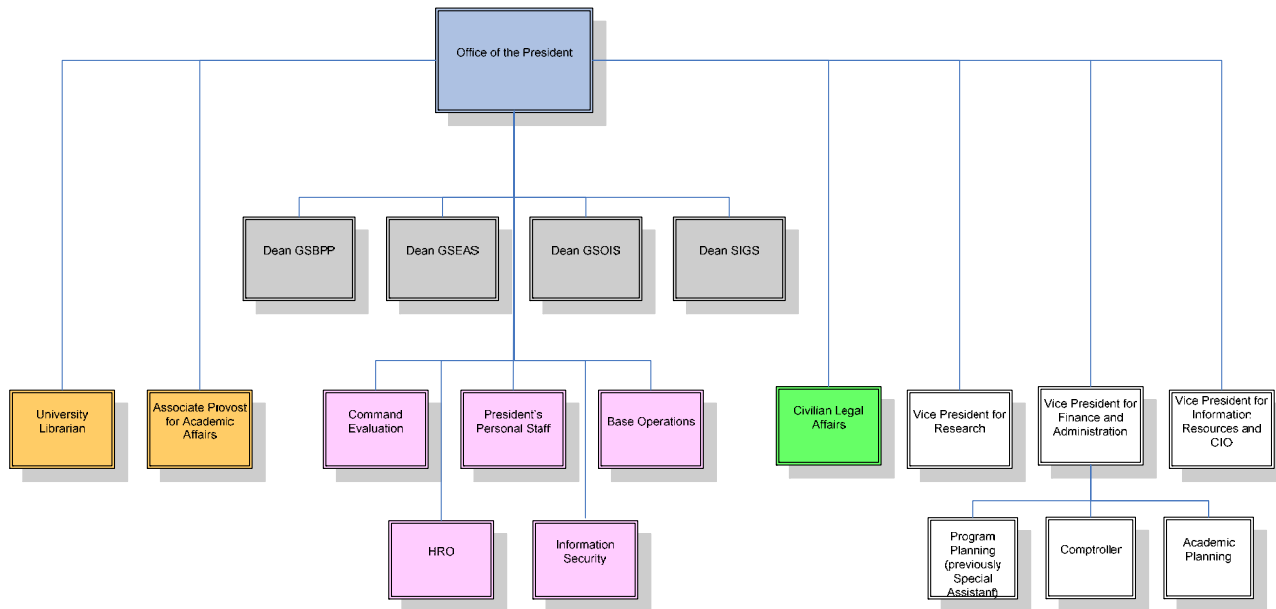 Office of the President
Dean GSBPP
Dean GSEAS
Dean GSOIS
Dean SIGS
University
Librarian
Associate Provost
for Academic
Affairs
Command
Evaluation
President's
Personal Staff
Base Operations
Civilian Legal
Affairs
Vice President for
Research
Vice President for
Finance and
Administration
Vice President for
Information
Resources and
CIO
HRO
Information
Security
Program
Planning
(previously
Special
Assistant)
Comptroller
Academic
Planning